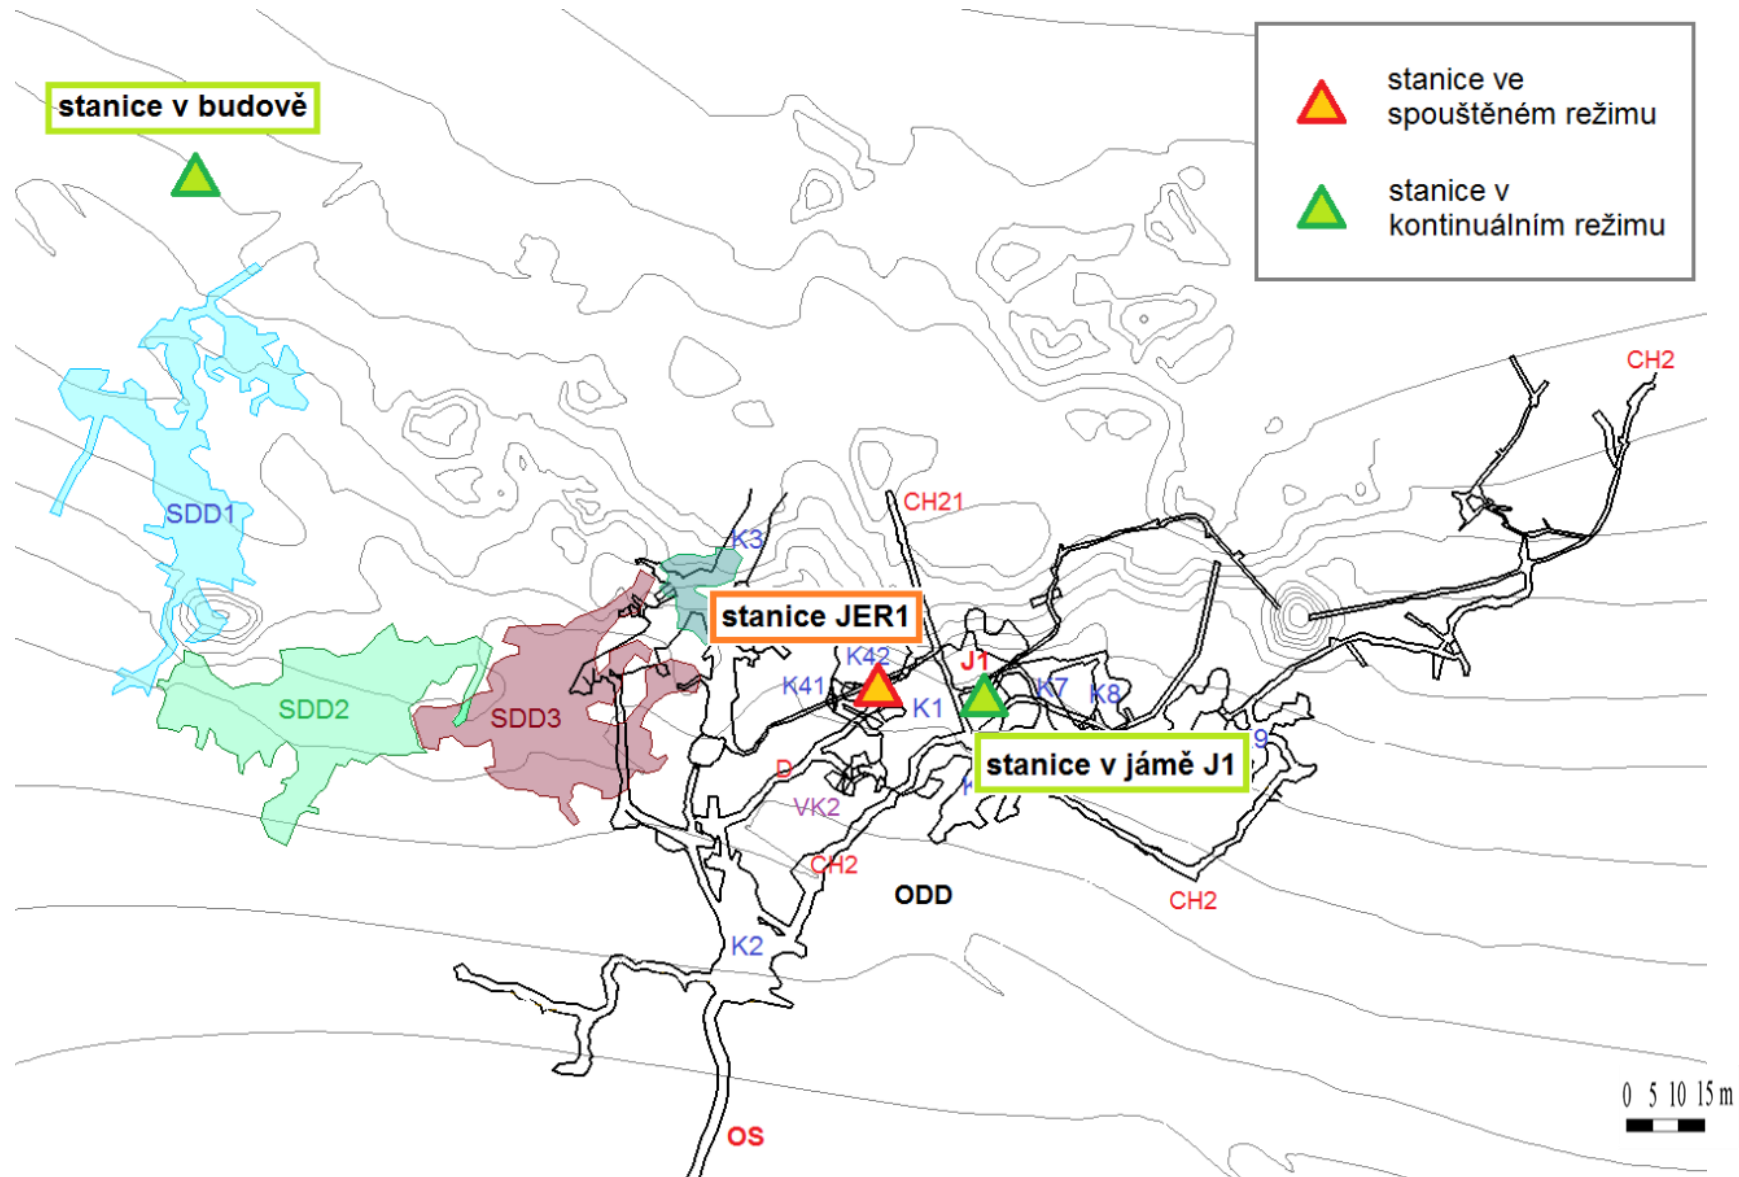 stanice v budově
stanice ve
spouštěném režimu
stanice v
kontinuálním režimu
CH2
CH21
SDD1
K3
stanice JER1
K42
J1
K41
K7
K8
K1
SDD2
SDD3
9
stanice v jámě J1
D
K
VK2
CH2
ODD
CH2
K2
0 5 10 15 m
OS